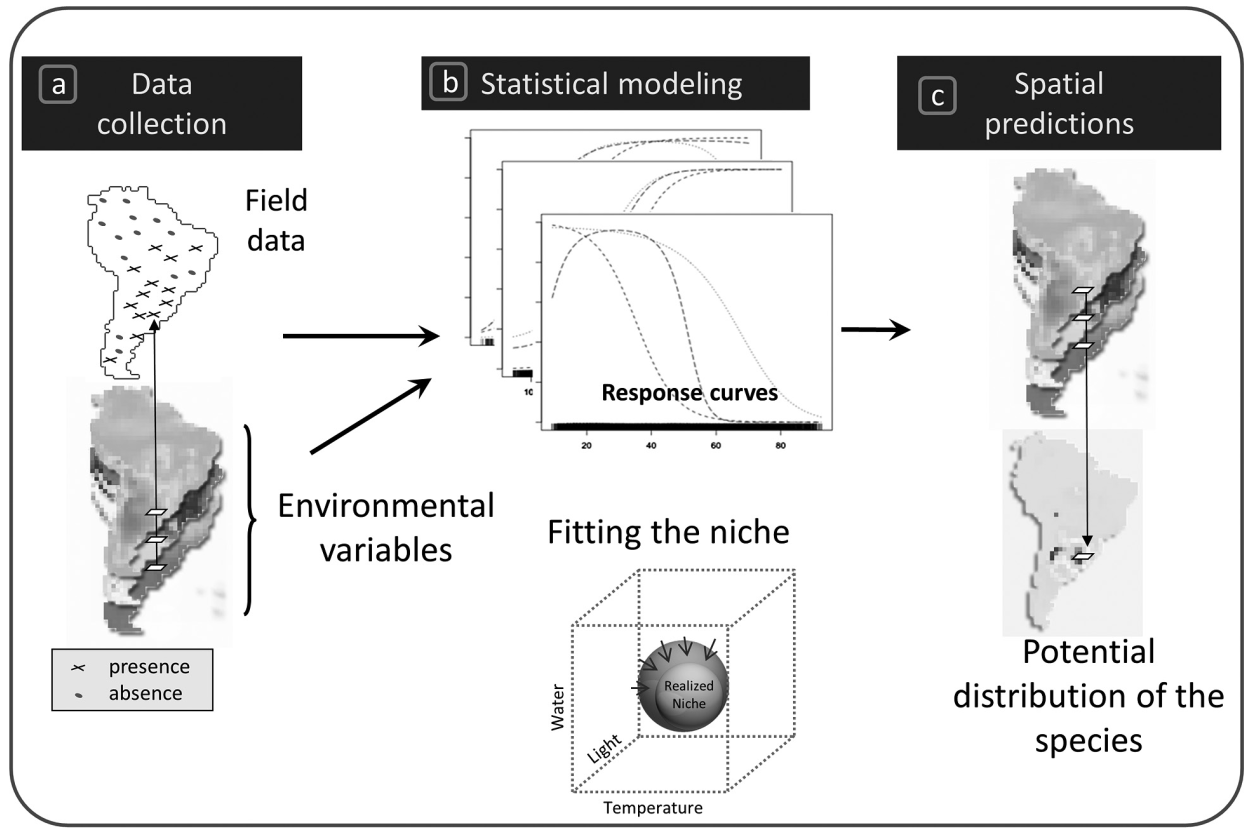 a
Data
collection
b
Statistical modeling
c
Spatial
predictions
Field
data
Environmental
variables
presence
absence
10
Response curves
20 40 60 80
Fitting the niche
Realized
Niche
Water
Light
Temperature
Potential
distribution of the
species